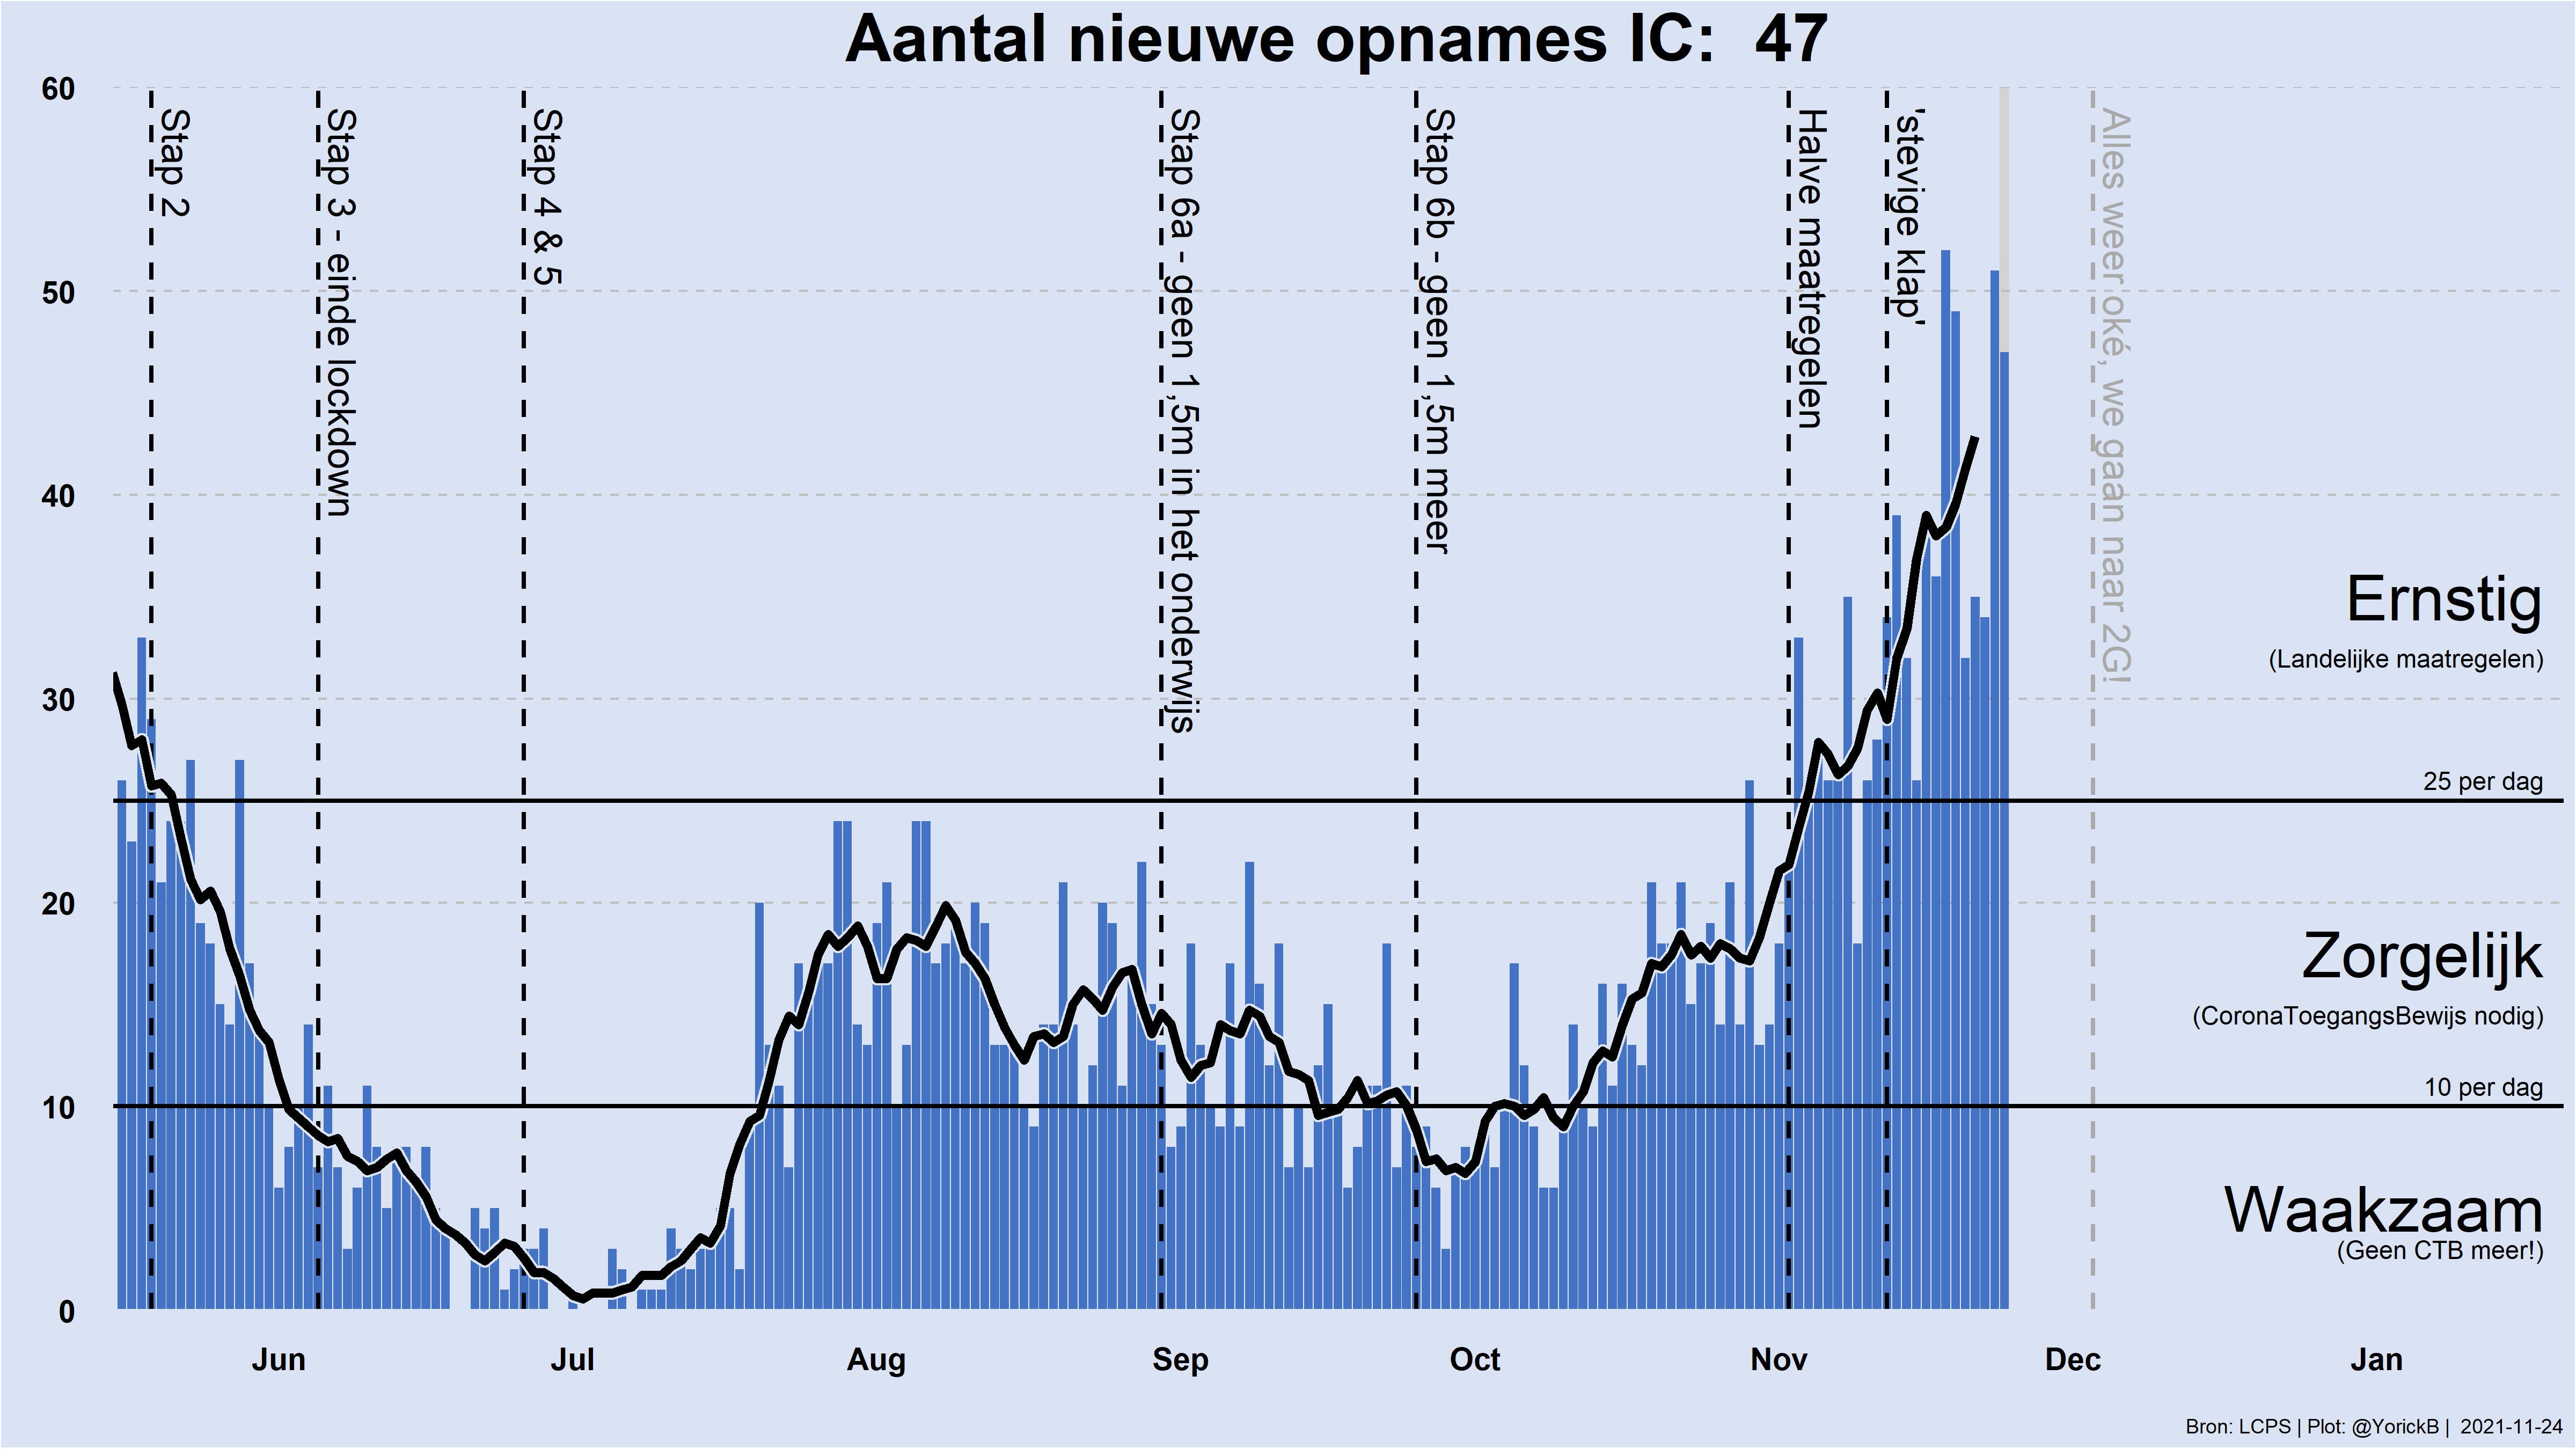 Aantal nieuwe opnames IC:  47
60
50
40
30
20
10
0
Stap 2
Stap 3 - einde lockdown
Stap 4 & 5
Stap 6a - geen 1,5m in het onderwijs
Stap 6b - geen 1,5m meer
Halve maatregelen
'stevige klap'
Alles weer oké, we gaan naar 2G!
Ernstig
(Landelijke maatregelen)
25 per dag
Zorgelijk
(CoronaToegangsBewijs nodig)
10 per dag
Waakzaam
(Geen CTB meer!)
Jun
Jul
Aug
Sep
Oct
Nov
Dec
Jan
Bron: LCPS | Plot: @YorickB |  2021-11-24